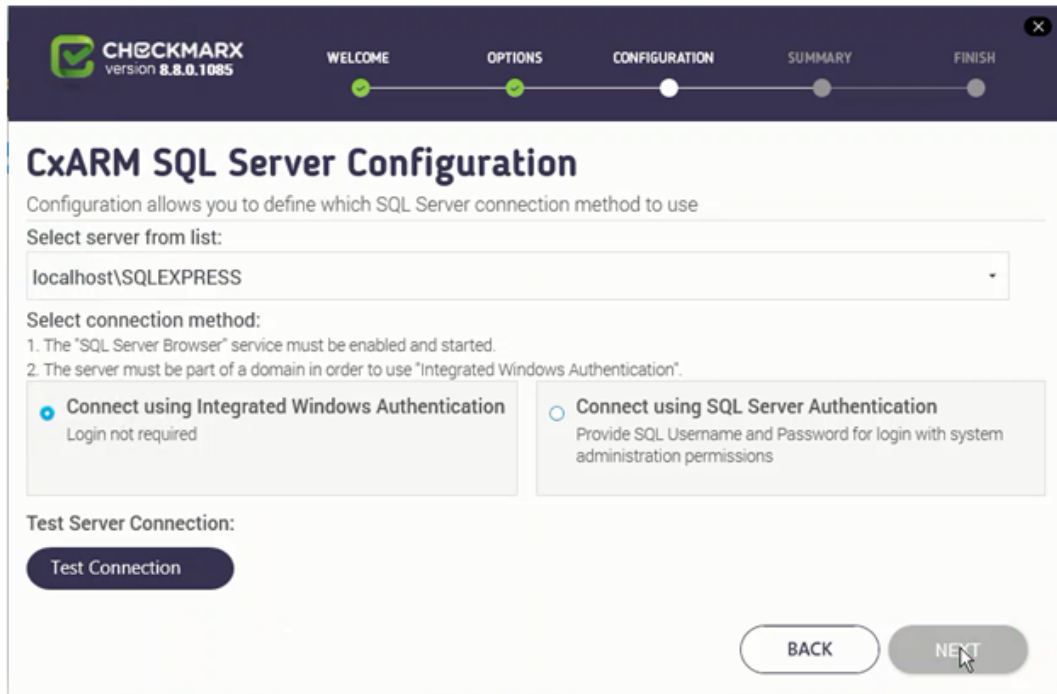 CHECKMARX
version 8.8.0.1085
WELCOME
OPTIONS
CONFIGURATION
SUMMARY
FINISH
CxARM SQL Server Configuration
Configuration allows you to define which SQL Server connection method to use
Select server from list:
localhost\SQLEXPRESS
Select connection method:
1. The "SQL Server Browser" service must be enabled and started.
2. The server must be part of a domain in order to use "Integrated Windows Authentication".
Connect using Integrated Windows Authentication
Login not required
Connect using SQL Server Authentication
Provide SQL Username and Password for login with system
administration permissions
Test Server Connection:
Test Connection
BACK
NEXT